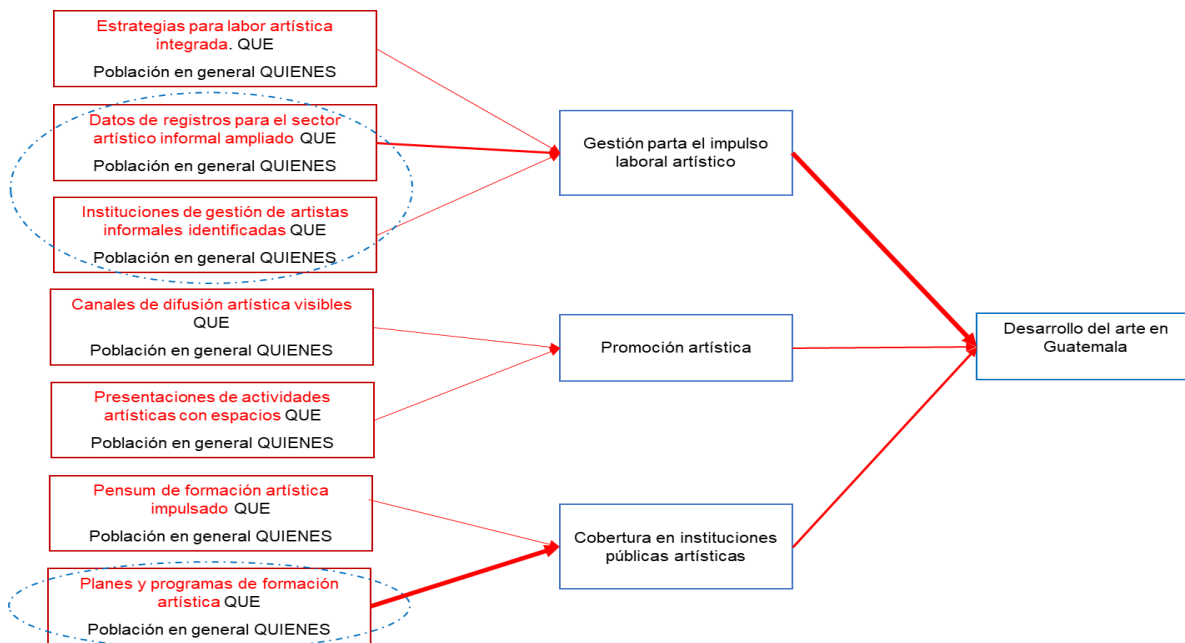 Estrategias para labor artística
integrada. QUE
Población en general QUIENES
Datos de registros para el sector
artístico informal ampliado QUE
Población en general QUIENES
Instituciones de gestión de artistas
informales identificadas QUE
Población en general QUIENES
Canales de difusión artística visibles
QUE
Población en general QUIENES
Presentaciones de actividades
artísticas con espacios QUE
Población en general QUIENES
Pensum de formación artística
impulsado QUE
Población en general QUIENES
Planes y programas de formación
artística QUE
Población en general QUIENES
Gestión parta el impulso
laboral artístico
Promoción artística
Cobertura en instituciones
públicas artísticas
Desarrollo del arte en
Guatemala